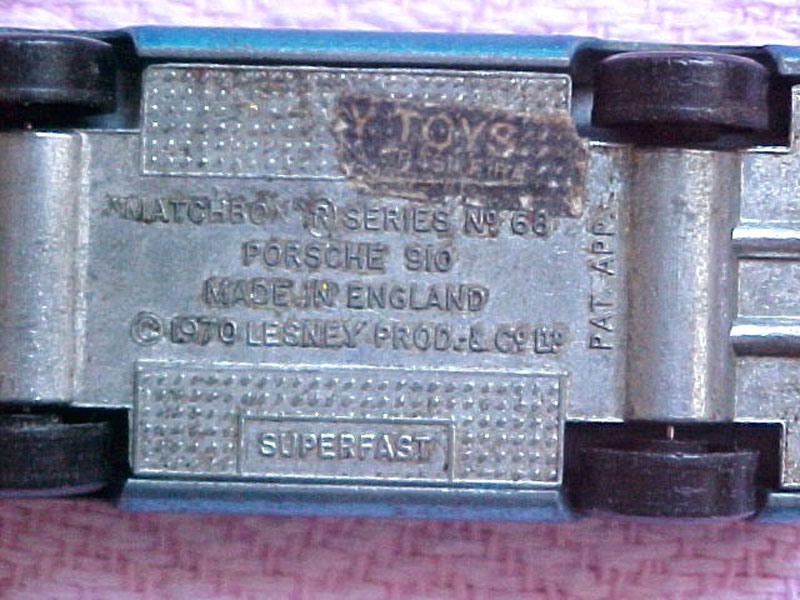 Y TOYS
"MATCHBOX" ® SERIES Nº 68
PORSCHE 910
MADE IN ENGLAND
© 1970 LESNEY PROD. & Cº Lᴰ
PAT APP.
SUPERFAST